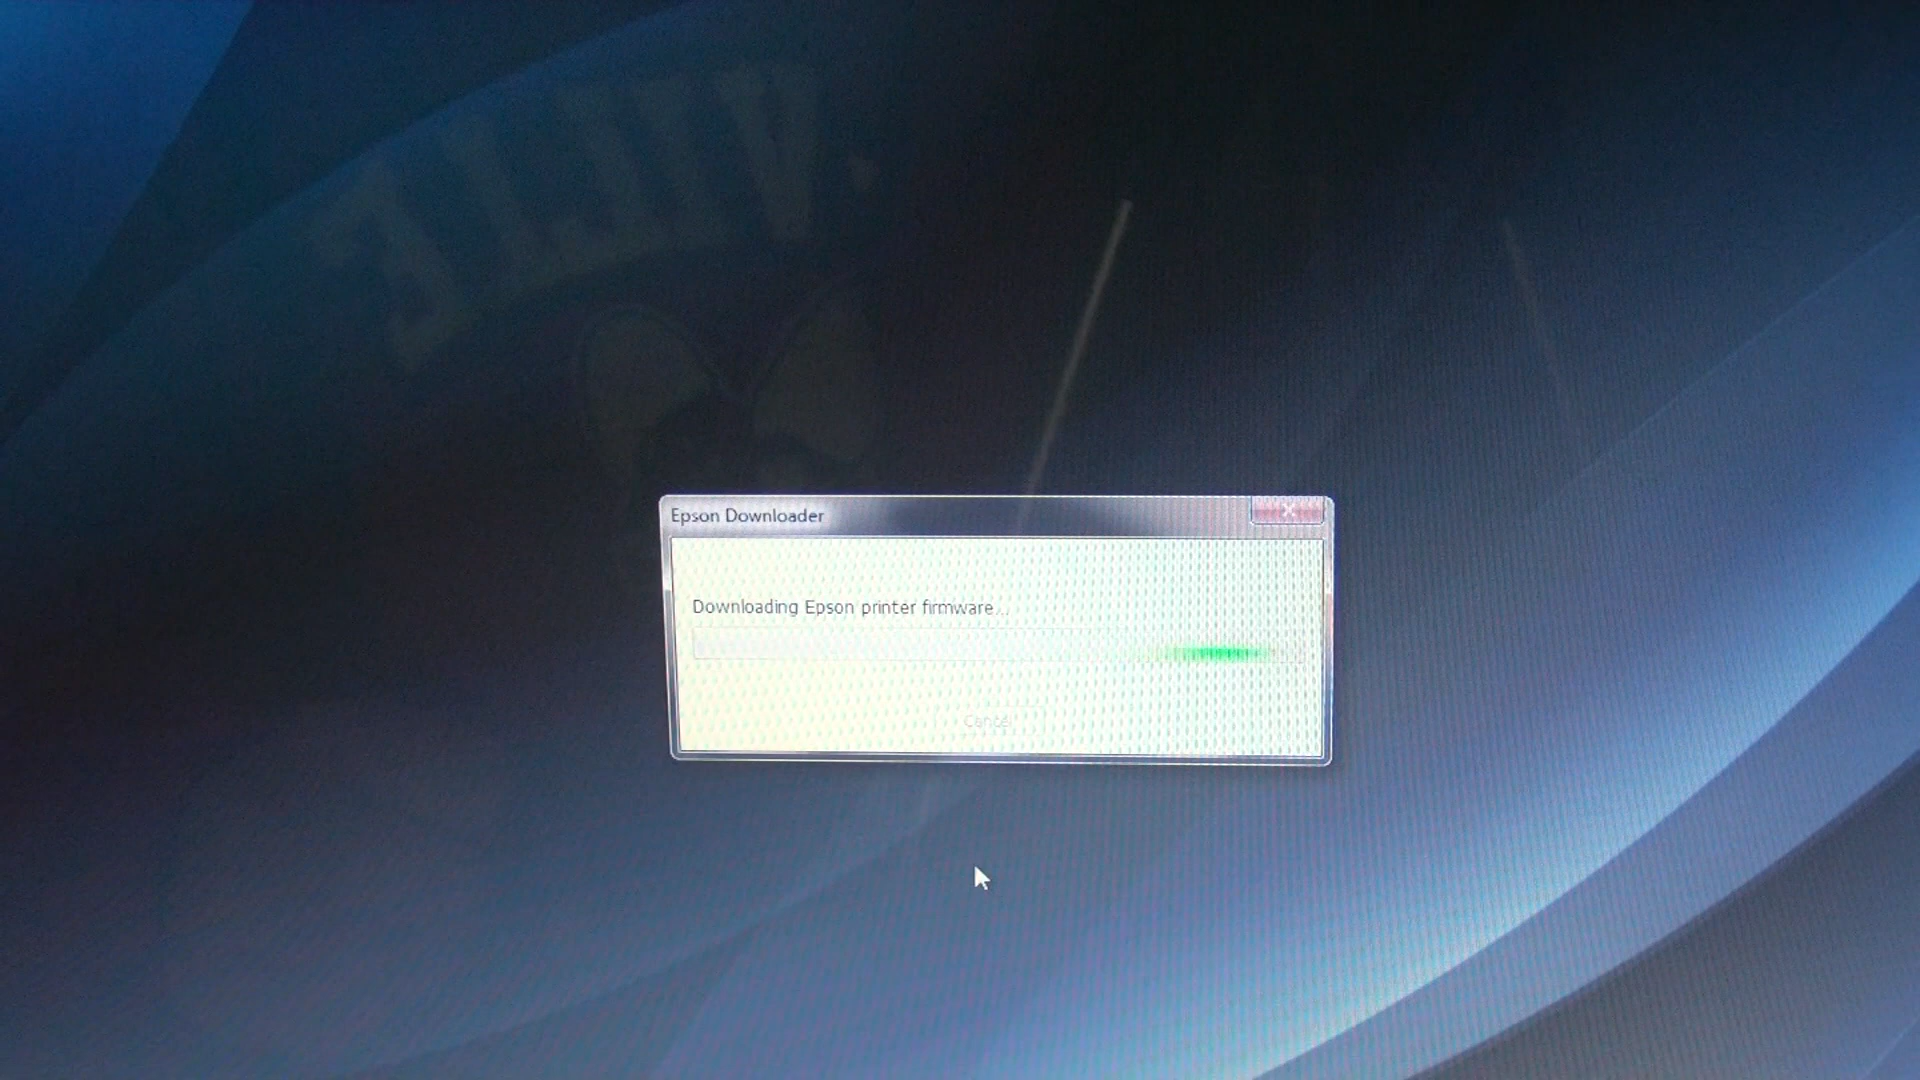 Epson Downloader
X
Downloading Epson printer firmware...
Cancel